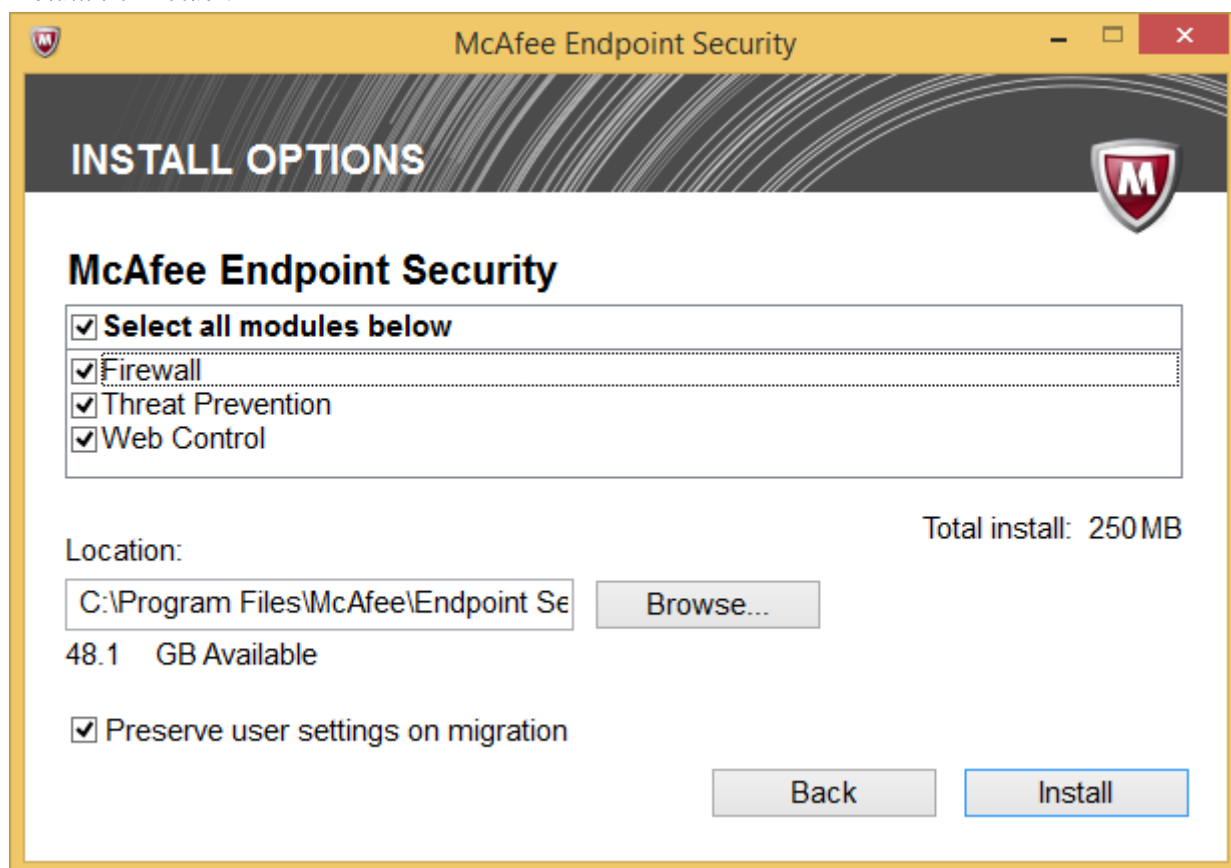 McAfee Endpoint Security
INSTALL OPTIONS
M
McAfee Endpoint Security
Select all modules below
Firewall
Threat Prevention
Web Control
Total install: 250 MB
Location:
C:\Program Files\McAfee\Endpoint Se
Browse...
48.1 GB Available
Preserve user settings on migration
Back
Install